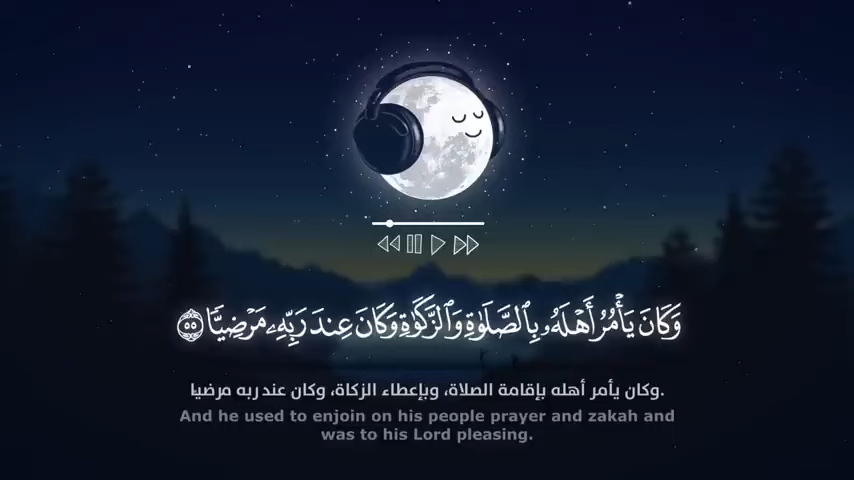 وَكَانَ يَأْمُرُ أَهْلَهُۥ بِٱلصَّلَوٰةِ وَٱلزَّكَوٰةِ وَكَانَ عِندَ رَبِّهِۦ مَرْضِيًّا ٥٥
وكان يأمر أهله بإقامة الصلاة، وبإعطاء الزكاة، وكان عند ربه مرضيا.
And he used to enjoin on his people prayer and zakah and
was to his Lord pleasing.